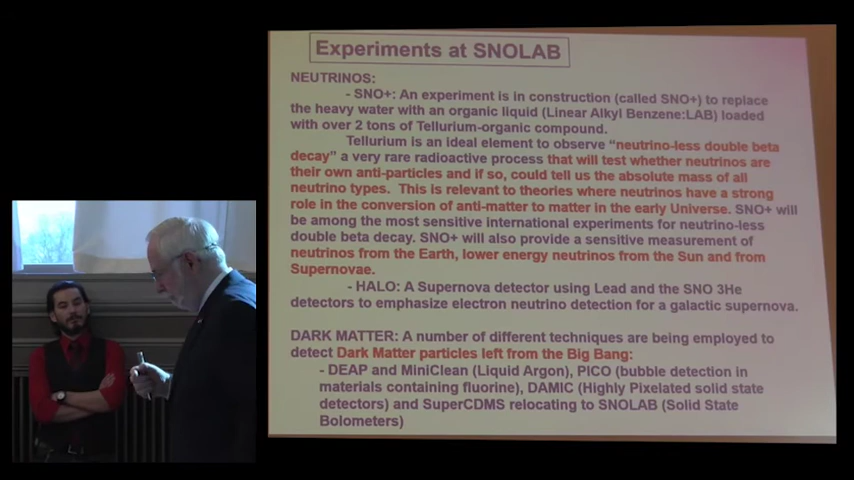 Experiments at SNOLAB
NEUTRINOS:
- SNO+: An experiment is in construction (called SNO+) to replace
the heavy water with an organic liquid (Linear Alkyl Benzene:LAB) loaded
with over 2 tons of Tellurium-organic compound.
Tellurium is an ideal element to observe “neutrino-less double beta
decay” a very rare radioactive process that will test whether neutrinos are
their own anti-particles and if so, could tell us the absolute mass of all
neutrino types. This is relevant to theories where neutrinos have a strong
role in the conversion of anti-matter to matter in the early Universe. SNO+ will
be among the most sensitive international experiments for neutrino-less
double beta decay. SNO+ will also provide a sensitive measurement of
neutrinos from the Earth, lower energy neutrinos from the Sun and from
Supernovae.
- HALO: A Supernova detector using Lead and the SNO 3He
detectors to emphasize electron neutrino detection for a galactic supernova.
DARK MATTER: A number of different techniques are being employed to
detect Dark Matter particles left from the Big Bang:
- DEAP and MiniClean (Liquid Argon), PICO (bubble detection in
materials containing fluorine), DAMIC (Highly Pixelated solid state
detectors) and SuperCDMS relocating to SNOLAB (Solid State
Bolometers)